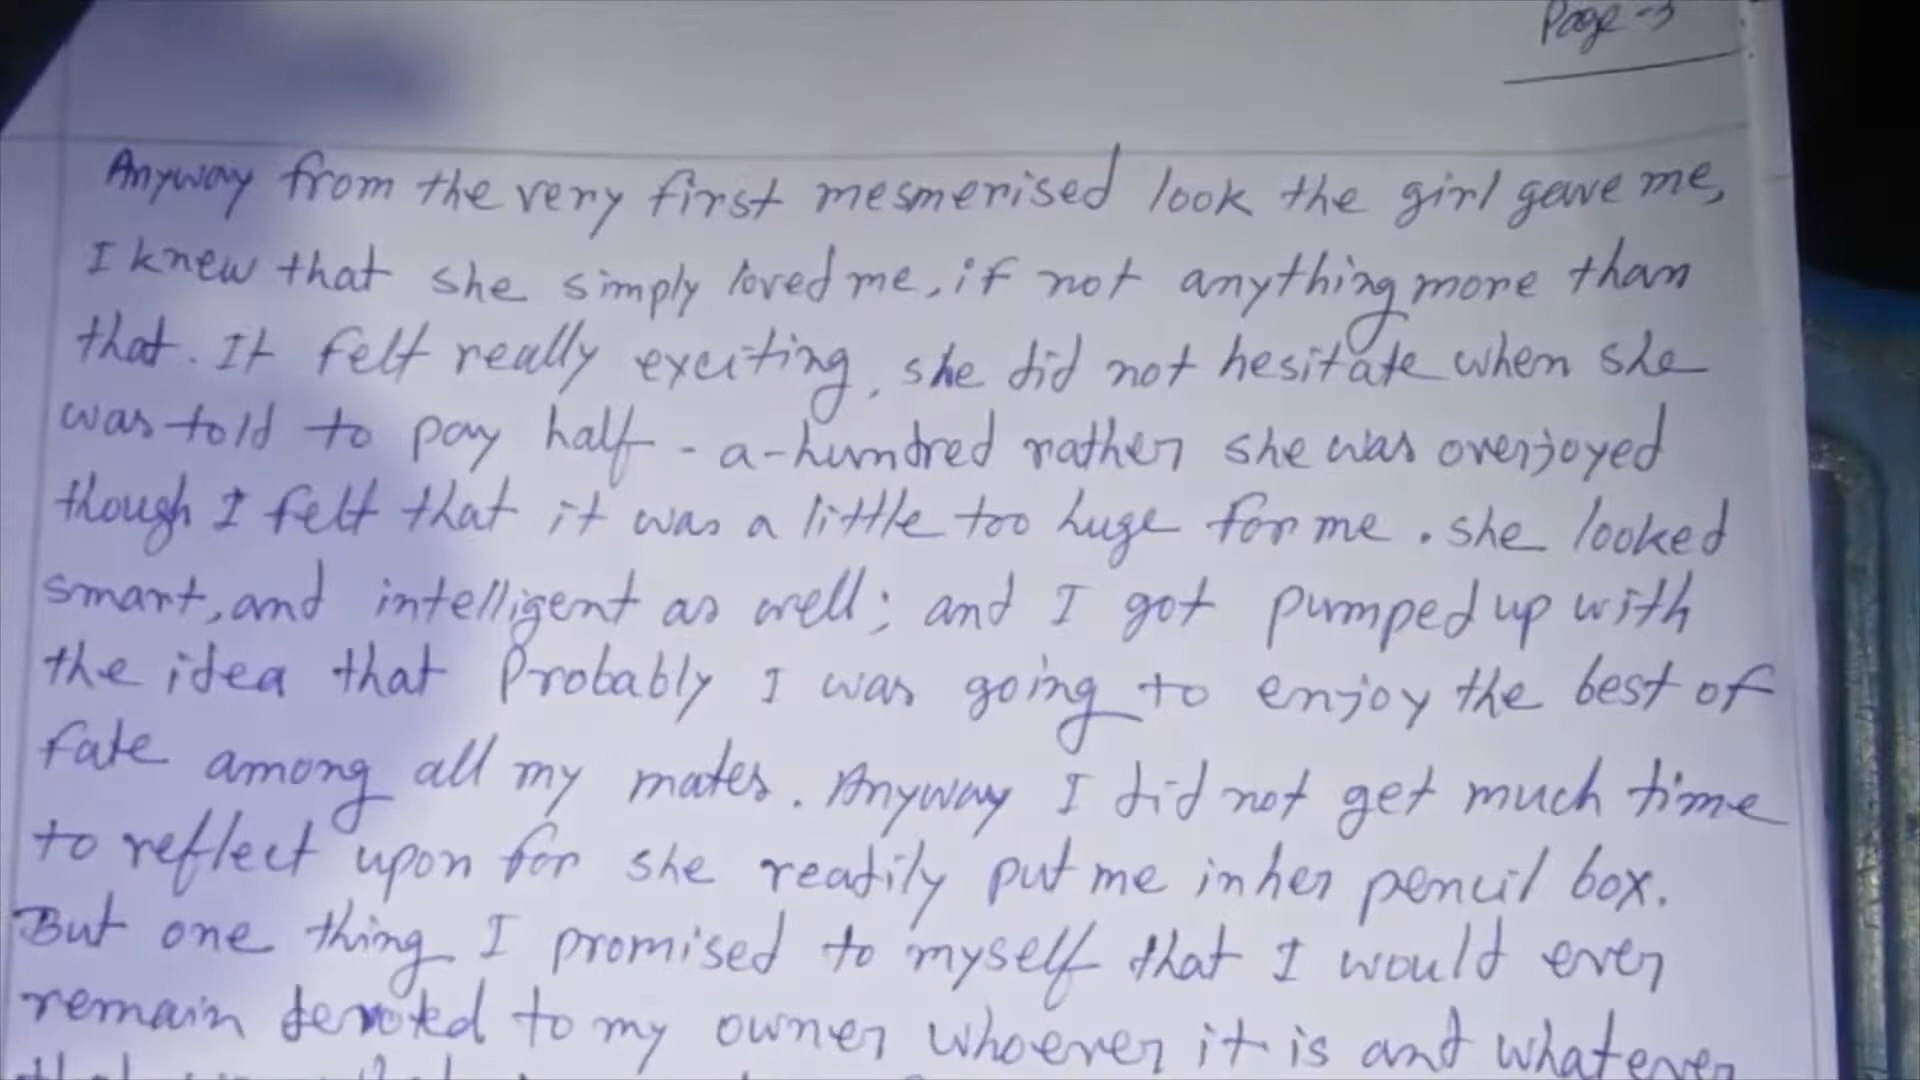 Page-3
Anyway from the very first mesmerised look the girl gave me,
I knew that she simply loved me, if not anything more than
that. It felt really exciting, she did not hesitate when she
was told to pay half - a-hundred rather she was overjoyed
though I felt that it was a little too huge for me. she looked
smart, and intelligent as well; and I got pumped up with
the idea that Probably I was going to enjoy the best of
fate among all my mates. Anyway I did not get much time
to reflect upon for she readily put me in her pencil box.
But one thing I promised to myself that I would ever
remain devoted to my owner whoever it is and whatever